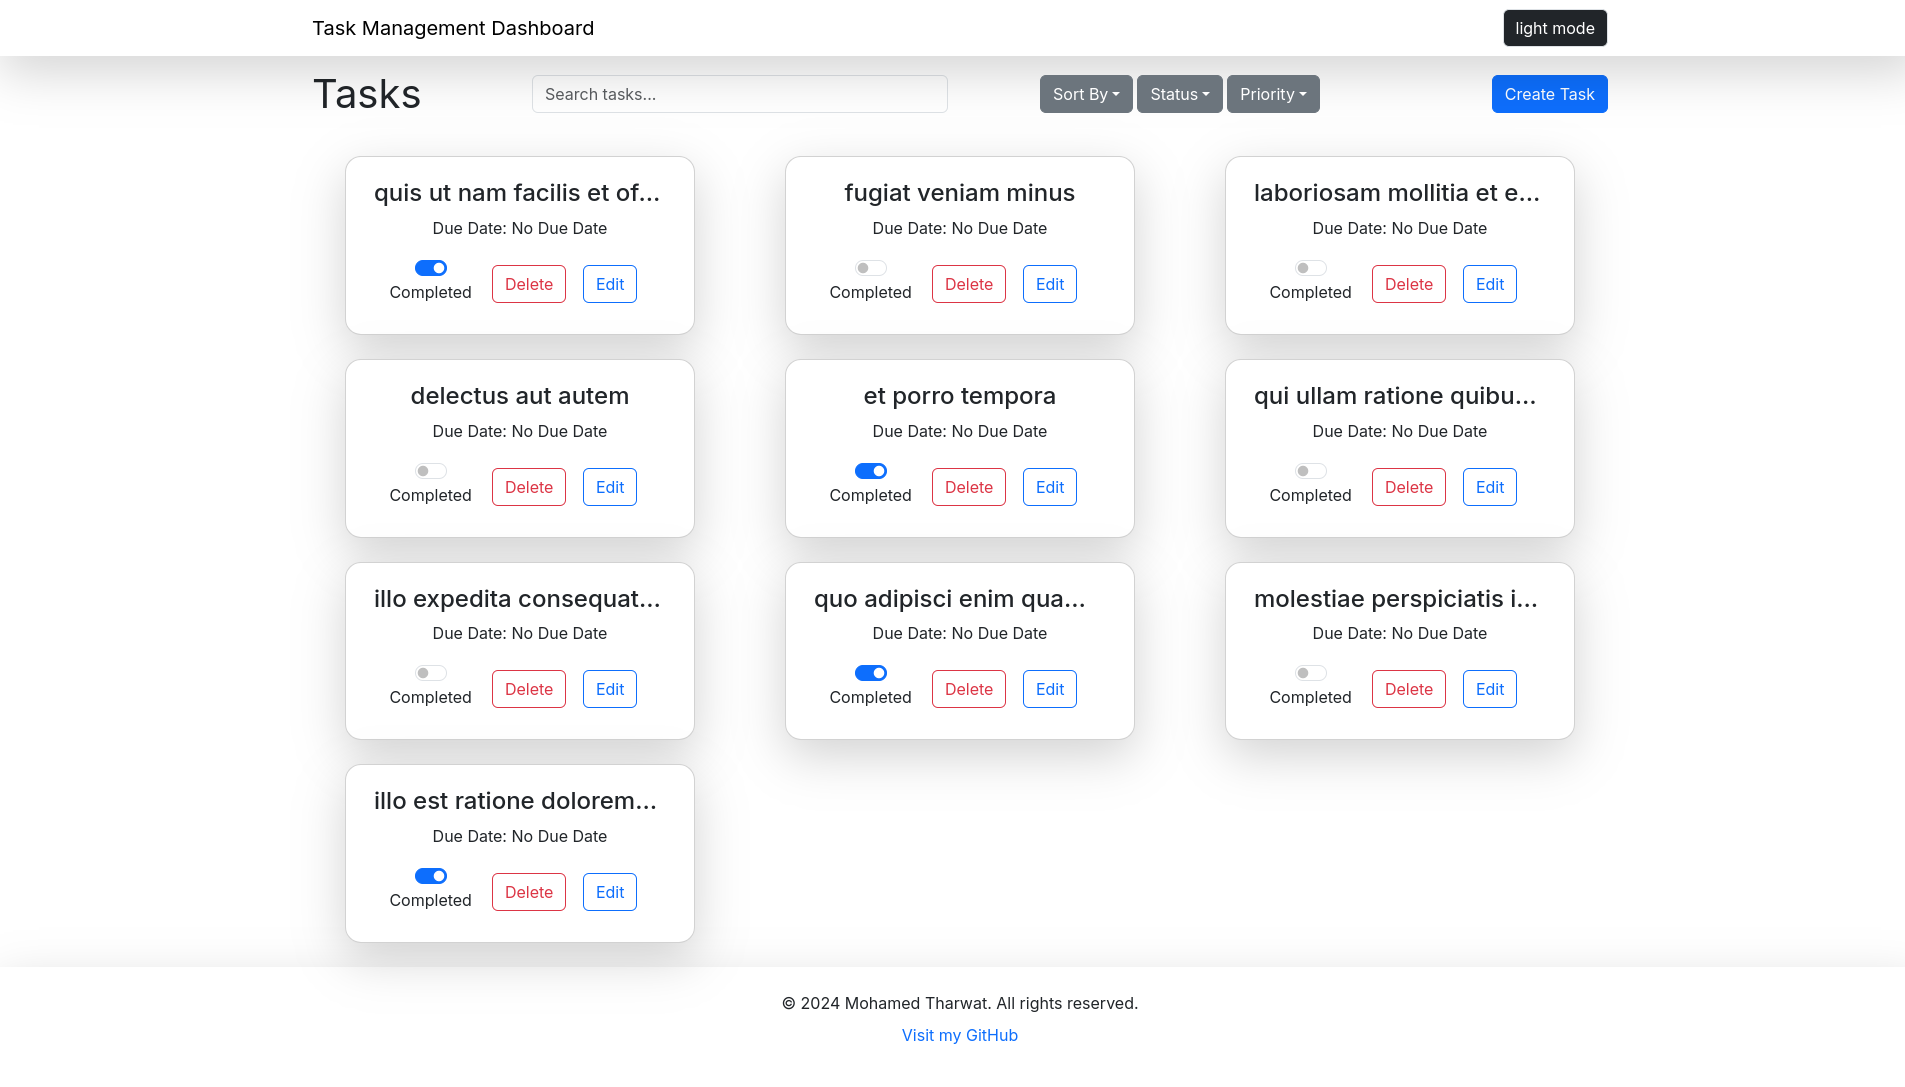 Task Management Dashboard
light mode
Tasks
Search tasks...
Sort By
Status
Priority
Create Task
quis ut nam facilis et of...
Due Date: No Due Date
Completed
Delete
Edit
fugiat veniam minus
Due Date: No Due Date
Completed
Delete
Edit
laboriosam mollitia et e...
Due Date: No Due Date
Completed
Delete
Edit
delectus aut autem
Due Date: No Due Date
Completed
Delete
Edit
et porro tempora
Due Date: No Due Date
Completed
Delete
Edit
qui ullam ratione quibu...
Due Date: No Due Date
Completed
Delete
Edit
illo expedita consequat...
Due Date: No Due Date
Completed
Delete
Edit
quo adipisci enim qua...
Due Date: No Due Date
Completed
Delete
Edit
molestiae perspiciatis i...
Due Date: No Due Date
Completed
Delete
Edit
illo est ratione dolorem...
Due Date: No Due Date
Completed
Delete
Edit
© 2024 Mohamed Tharwat. All rights reserved.
Visit my GitHub